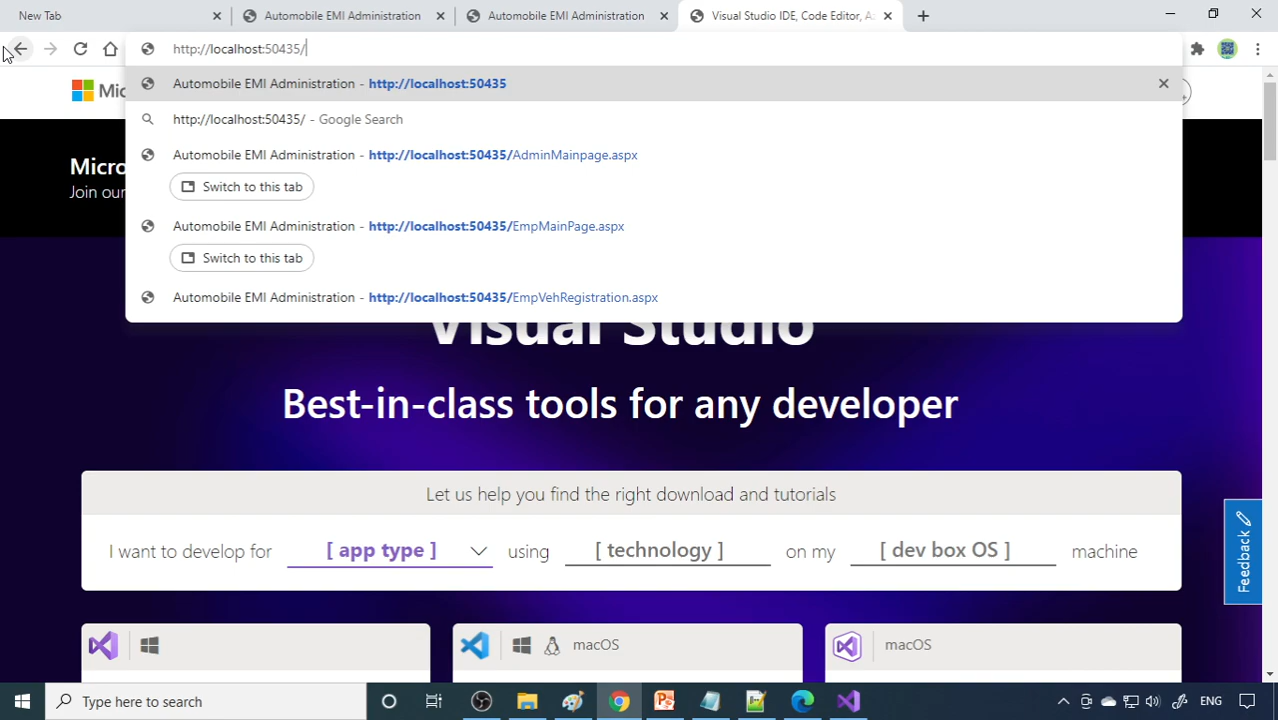 New Tab
Automobile EMI Administration
Automobile EMI Administration
Visual Studio IDE, Code Editor, Az
http://localhost:50435/
Automobile EMI Administration - http://localhost:50435
http://localhost:50435/ - Google Search
Automobile EMI Administration - http://localhost:50435/AdminMainpage.aspx
Switch to this tab
Automobile EMI Administration - http://localhost:50435/EmpMainPage.aspx
Switch to this tab
Automobile EMI Administration - http://localhost:50435/EmpVehRegistration.aspx
Mic
Micro
Join our
Visual Studio
Best-in-class tools for any developer
Let us help you find the right download and tutorials
I want to develop for [ app type ] using [ technology ] on my [ dev box OS ] machine
Feedback
macOS
macOS
Type here to search
ENG